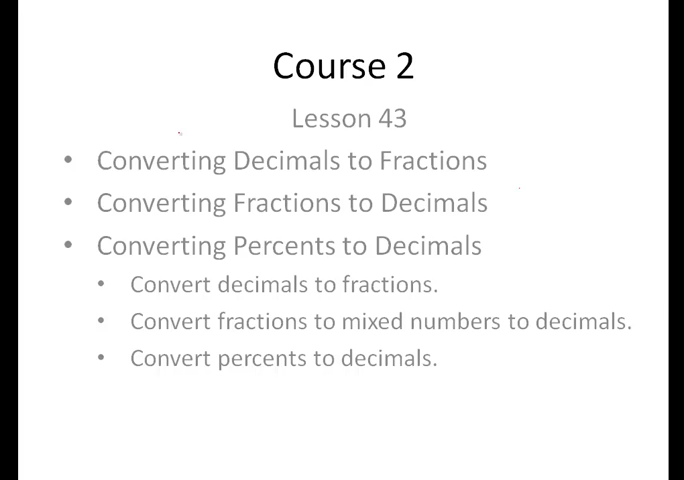 Course 2
Lesson 43
• Converting Decimals to Fractions
• Converting Fractions to Decimals
• Converting Percents to Decimals
• Convert decimals to fractions.
• Convert fractions to mixed numbers to decimals.
• Convert percents to decimals.